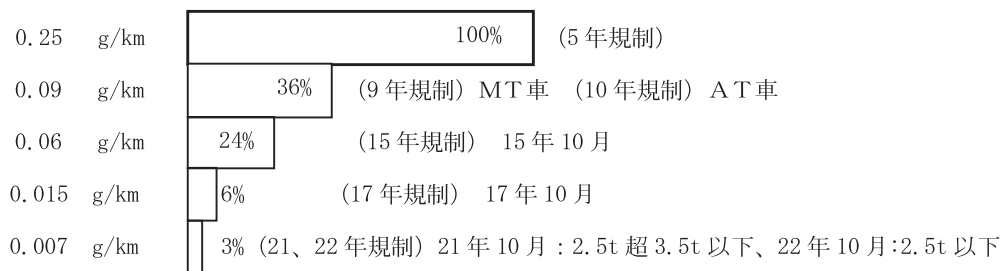 0.25 g/km 100% (5年規制)
0.09 g/km 36% (9年規制) ＭＴ車 (10年規制) ＡＴ車
0.06 g/km 24% (15年規制) 15年10月
0.015 g/km 6% (17年規制) 17年10月
0.007 g/km 3% (21、22年規制) 21年10月：2.5t超3.5t以下、22年10月:2.5t以下